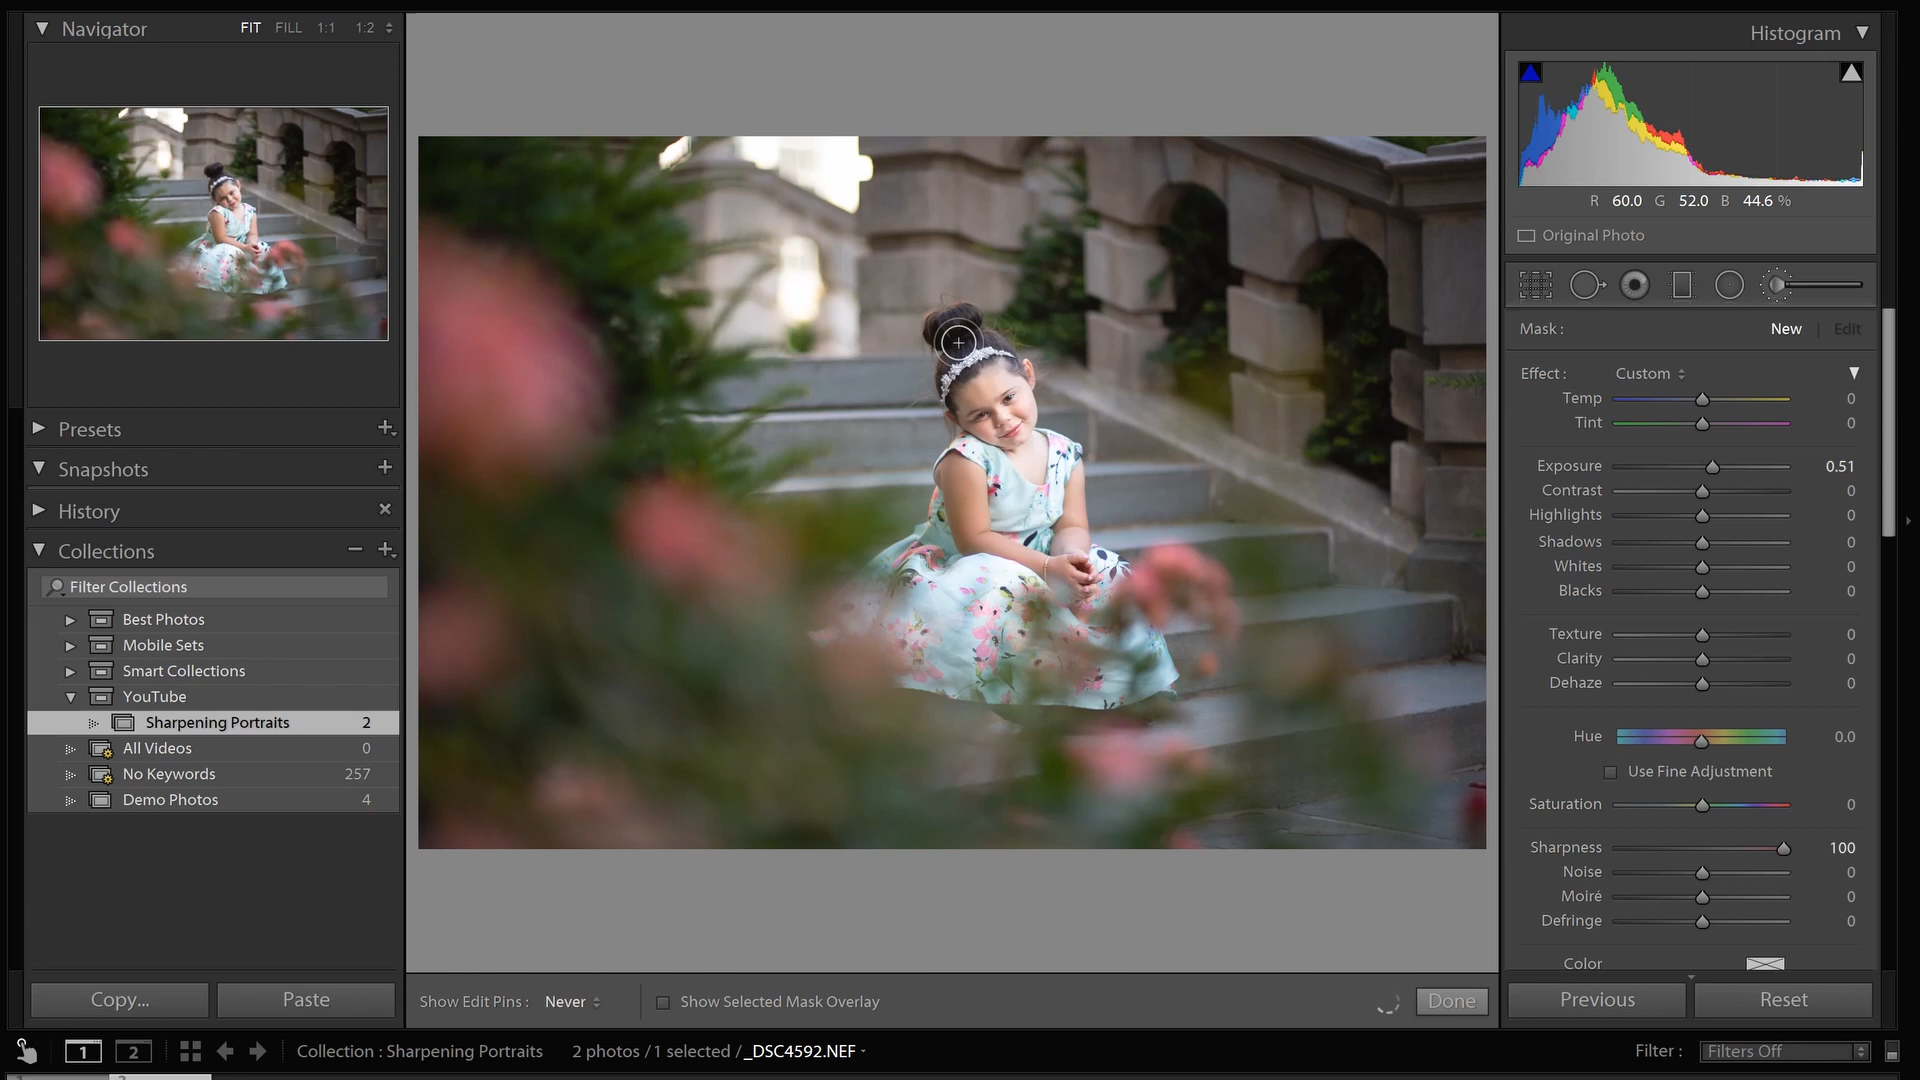 Navigator FIT FILL 1:1 1:2
Presets
Snapshots
History
Collections
Filter Collections
Best Photos
Mobile Sets
Smart Collections
YouTube
Sharpening Portraits 2
All Videos 0
No Keywords 257
Demo Photos 4
Copy... Paste
Show Edit Pins : Never Show Selected Mask Overlay Done
Histogram
R 60.0 G 52.0 B 44.6 %
Original Photo
Mask : New Edit
Effect : Custom
Temp 0
Tint 0
Exposure 0.51
Contrast 0
Highlights 0
Shadows 0
Whites 0
Blacks 0
Texture 0
Clarity 0
Dehaze 0
Hue 0.0
Use Fine Adjustment
Saturation 0
Sharpness 100
Noise 0
Moiré 0
Defringe 0
Color
Previous Reset
1 2 Collection : Sharpening Portraits 2 photos / 1 selected / _DSC4592.NEF Filter : Filters Off